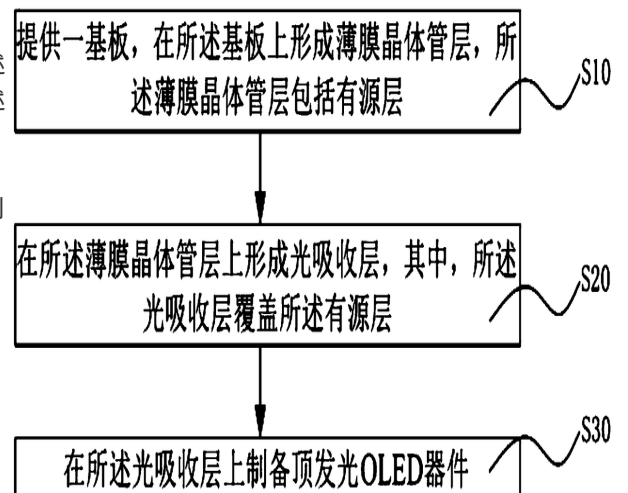 提供一基板，在所述基板上形成薄膜晶体管层，所
述薄膜晶体管层包括有源层
S10
在所述薄膜晶体管层上形成光吸收层，其中，所述
光吸收层覆盖所述有源层
S20
在所述光吸收层上制备顶发光OLED器件
S30